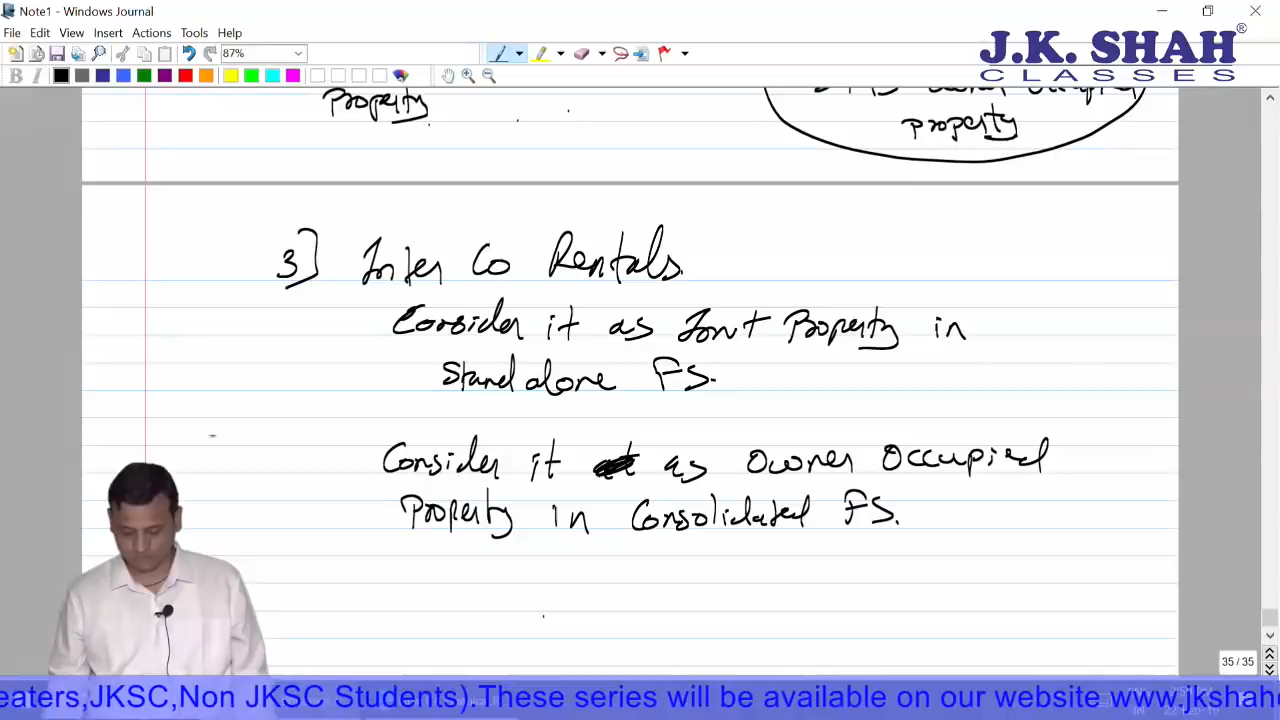 Note1 - Windows Journal
File Edit View Insert Actions Tools Help
87%
J.K. SHAH®
CLASSES
B I
Property
property
3] Inter Co Rentals.
Consider it as Invt Property in
Standalone FS.
Consider it as Owner Occupied
Property in Consolidated FS.
35 / 35
eaters,JKSC,Non JKSC Students).These series will be available on our website www.jksha